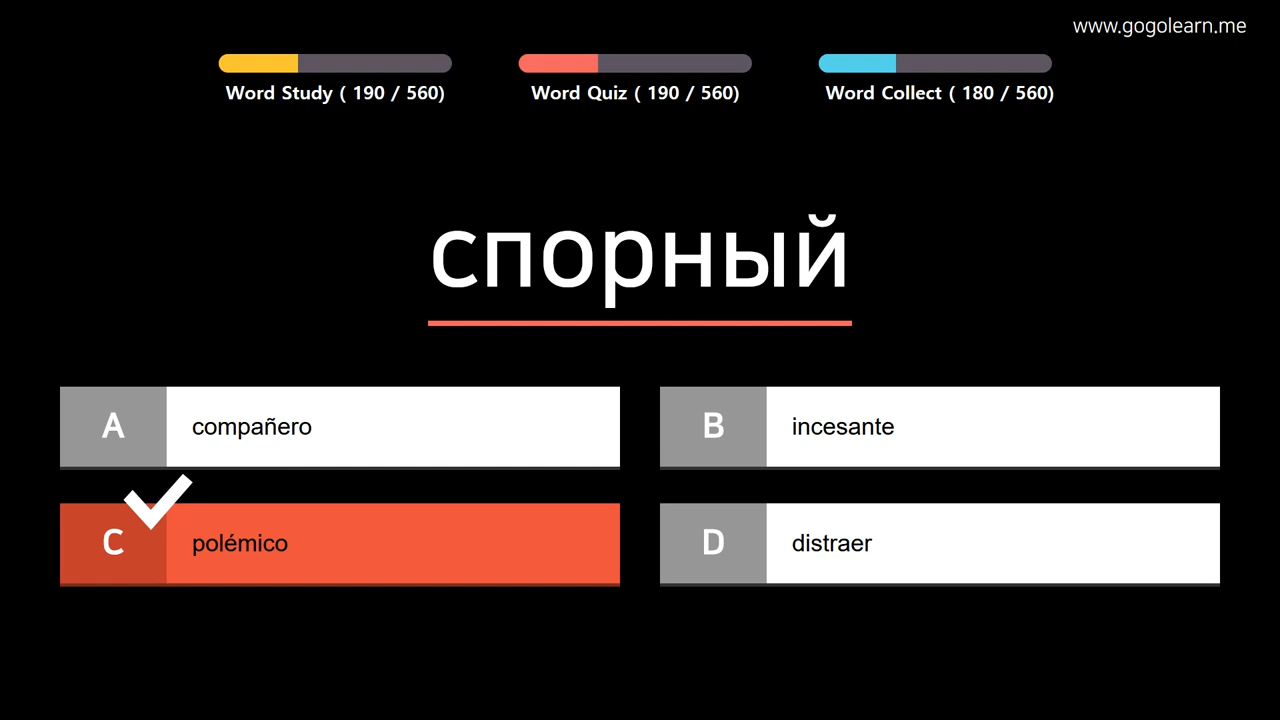 www.gogolearn.me
Word Study ( 190 / 560)
Word Quiz ( 190 / 560)
Word Collect ( 180 / 560)
спорный
A compañero
B incesante
C polémico
D distraer